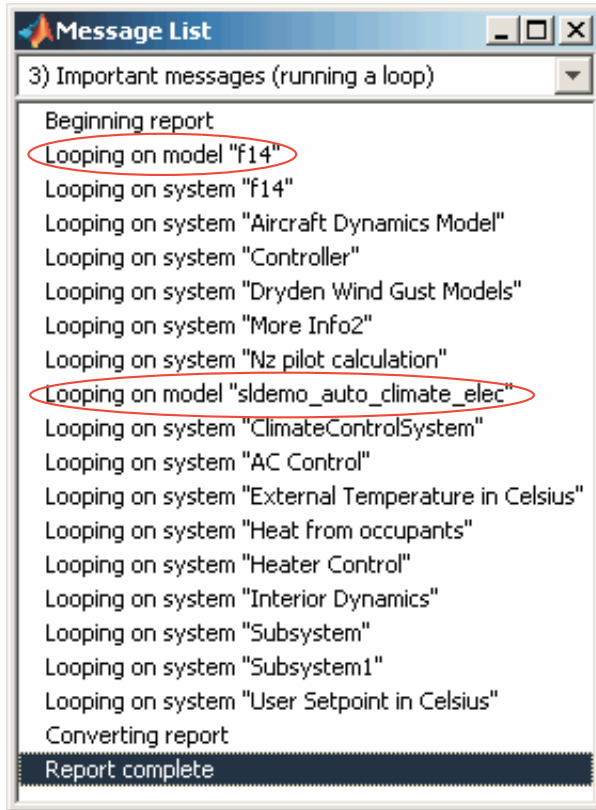 Message List
3) Important messages (running a loop)
Beginning report
Looping on model "f14"
Looping on system "f14"
Looping on system "Aircraft Dynamics Model"
Looping on system "Controller"
Looping on system "Dryden Wind Gust Models"
Looping on system "More Info2"
Looping on system "Nz pilot calculation"
Looping on model "sldemo_auto_climate_elec"
Looping on system "ClimateControlSystem"
Looping on system "AC Control"
Looping on system "External Temperature in Celsius"
Looping on system "Heat from occupants"
Looping on system "Heater Control"
Looping on system "Interior Dynamics"
Looping on system "Subsystem"
Looping on system "Subsystem1"
Looping on system "User Setpoint in Celsius"
Converting report
Report complete